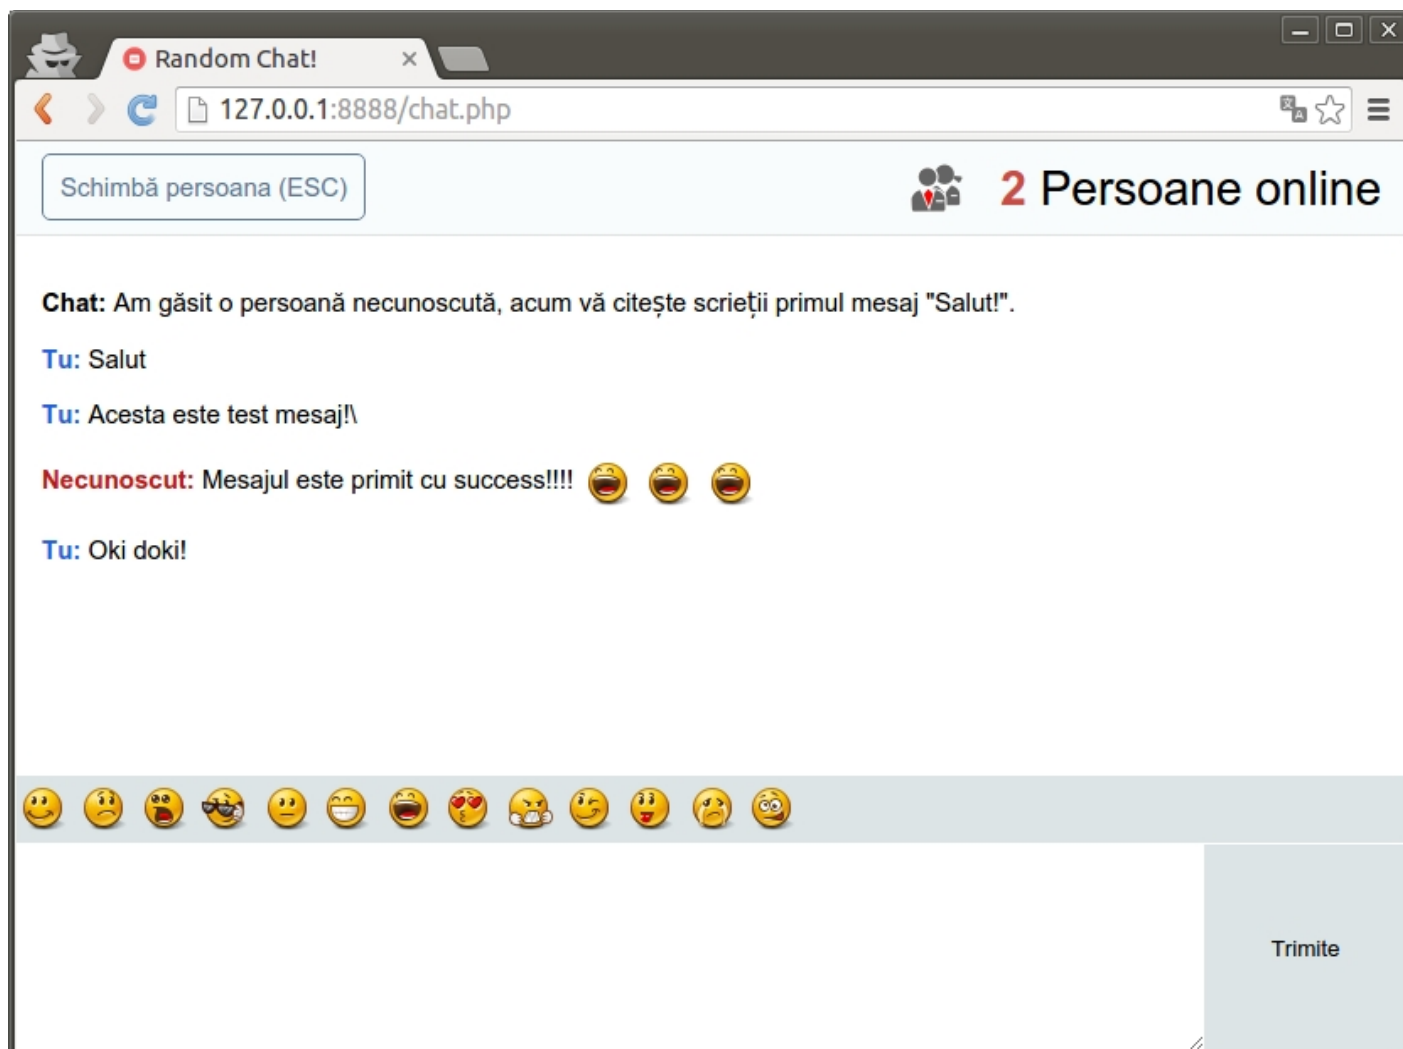 Random Chat!
127.0.0.1:8888/chat.php
Schimbă persoana (ESC)
2 Persoane online
Chat: Am găsit o persoană necunoscută, acum vă citește scrieții primul mesaj "Salut!".
Tu: Salut
Tu: Acesta este test mesaj!\
Necunoscut: Mesajul este primit cu success!!!!
Tu: Oki doki!
Trimite